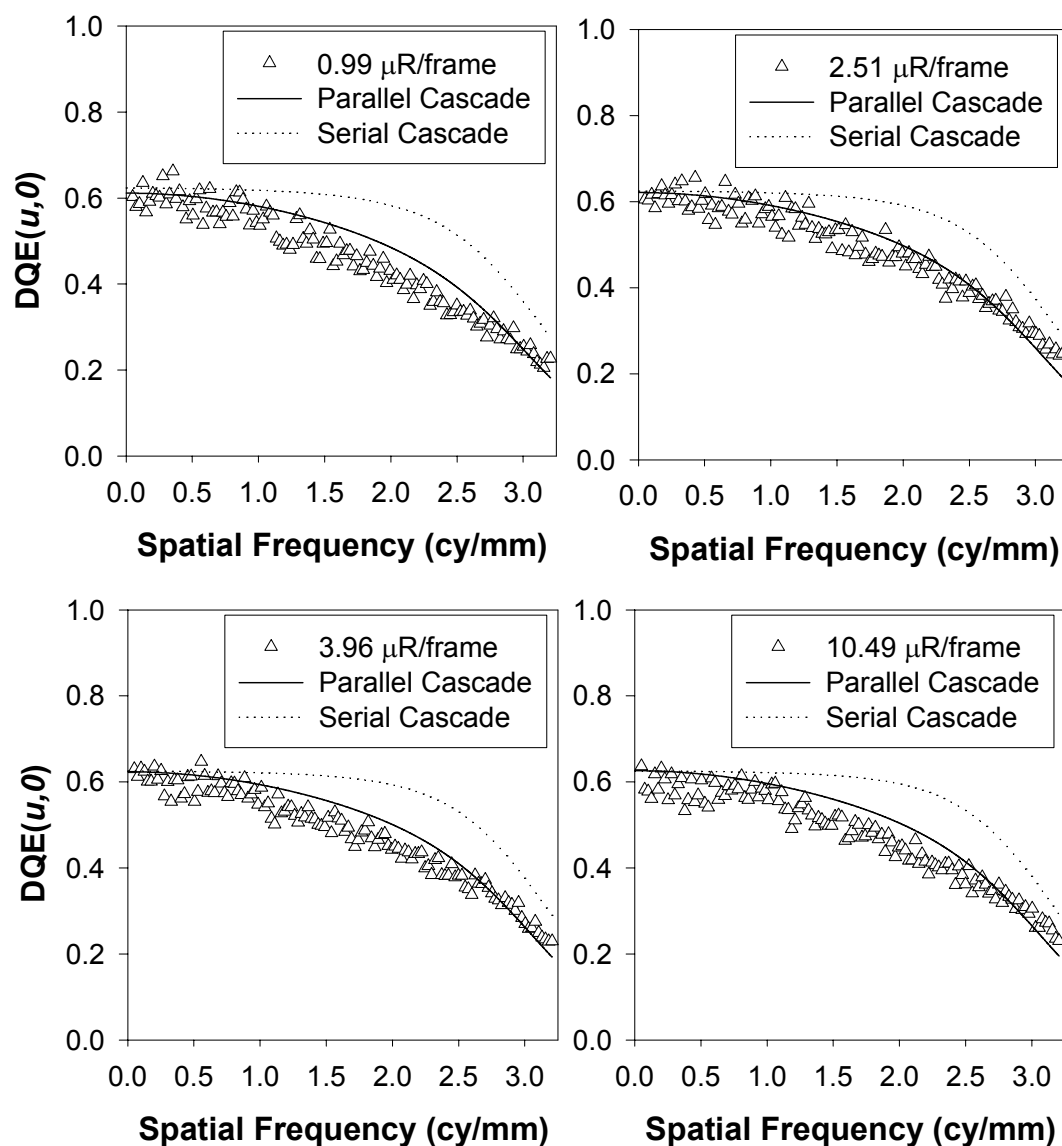 1.0
0.8
0.6
0.4
0.2
0.0
DQE(u,0)
0.99 μR/frame
Parallel Cascade
Serial Cascade
0.0 0.5 1.0 1.5 2.0 2.5 3.0
Spatial Frequency (cy/mm)
1.0
0.8
0.6
0.4
0.2
0.0
2.51 μR/frame
Parallel Cascade
Serial Cascade
0.0 0.5 1.0 1.5 2.0 2.5 3.0
Spatial Frequency (cy/mm)
1.0
0.8
0.6
0.4
0.2
0.0
DQE(u,0)
3.96 μR/frame
Parallel Cascade
Serial Cascade
0.0 0.5 1.0 1.5 2.0 2.5 3.0
Spatial Frequency (cy/mm)
1.0
0.8
0.6
0.4
0.2
0.0
10.49 μR/frame
Parallel Cascade
Serial Cascade
0.0 0.5 1.0 1.5 2.0 2.5 3.0
Spatial Frequency (cy/mm)